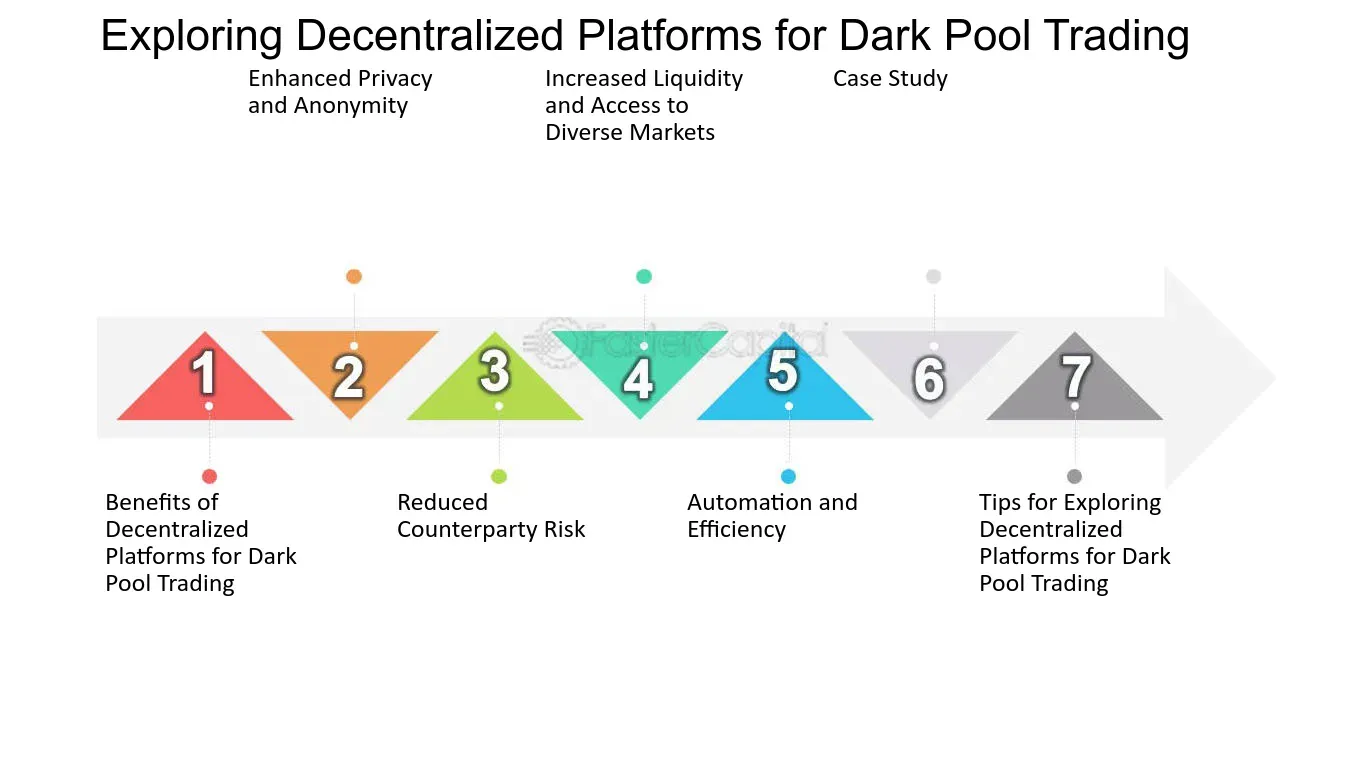 Exploring Decentralized Platforms for Dark Pool Trading
Enhanced Privacy
and Anonymity
Increased Liquidity
and Access to
Diverse Markets
Case Study
FasterCapital
1
2
3
4
5
6
7
Benefits of
Decentralized
Platforms for Dark
Pool Trading
Reduced
Counterparty Risk
Automation and
Efficiency
Tips for Exploring
Decentralized
Platforms for Dark
Pool Trading